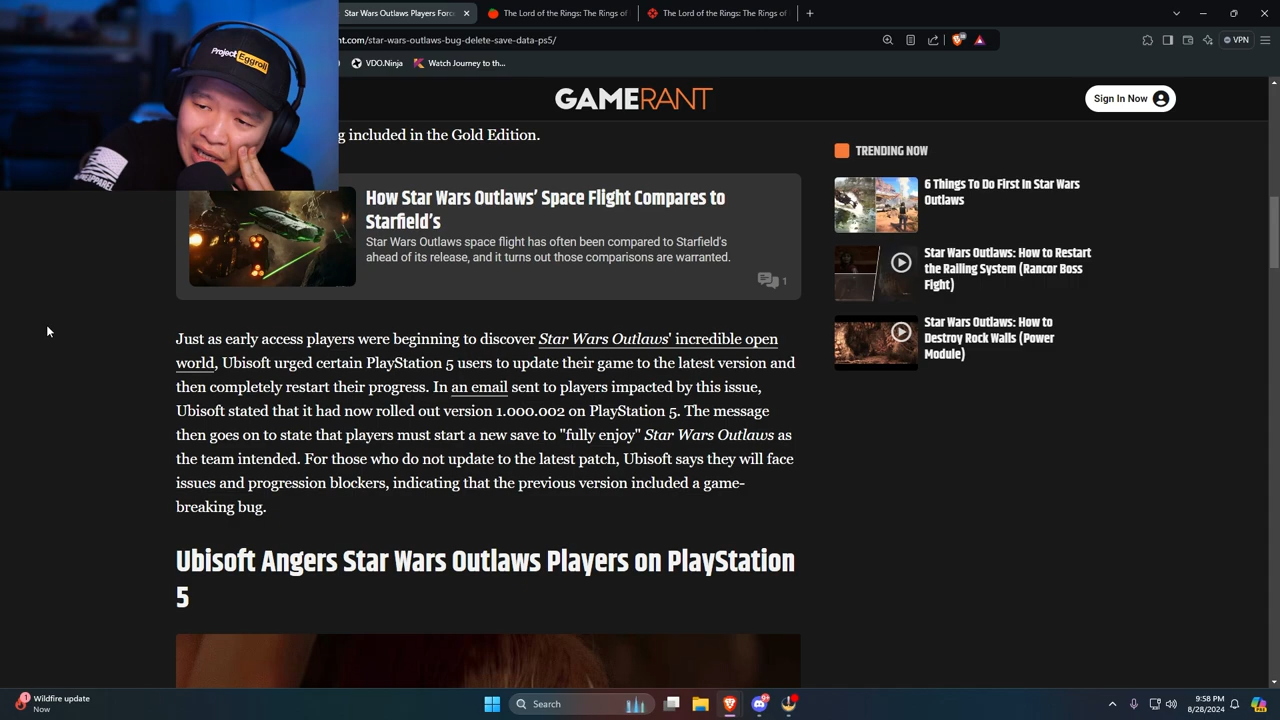 Star Wars Outlaws Players Forc
The Lord of the Rings: The Rings of
The Lord of the Rings: The Rings of
nt.com/star-wars-outlaws-bug-delete-save-data-ps5/
VPN
VDO.Ninja
Watch Journey to th...
Project
Eggroll
GAMERANT
Sign In Now
g included in the Gold Edition.
TRENDING NOW
How Star Wars Outlaws' Space Flight Compares to
Starfield's
Star Wars Outlaws space flight has often been compared to Starfield's
ahead of its release, and it turns out those comparisons are warranted.
1
6 Things To Do First In Star Wars
Outlaws
Star Wars Outlaws: How to Restart
the Railing System (Rancor Boss
Fight)
Star Wars Outlaws: How to
Destroy Rock Walls (Power
Module)
Just as early access players were beginning to discover Star Wars Outlaws' incredible open
world, Ubisoft urged certain PlayStation 5 users to update their game to the latest version and
then completely restart their progress. In an email sent to players impacted by this issue,
Ubisoft stated that it had now rolled out version 1.000.002 on PlayStation 5. The message
then goes on to state that players must start a new save to "fully enjoy" Star Wars Outlaws as
the team intended. For those who do not update to the latest patch, Ubisoft says they will face
issues and progression blockers, indicating that the previous version included a game-
breaking bug.
Ubisoft Angers Star Wars Outlaws Players on PlayStation
5
1
Wildfire update
Now
Search
9:58 PM
8/28/2024